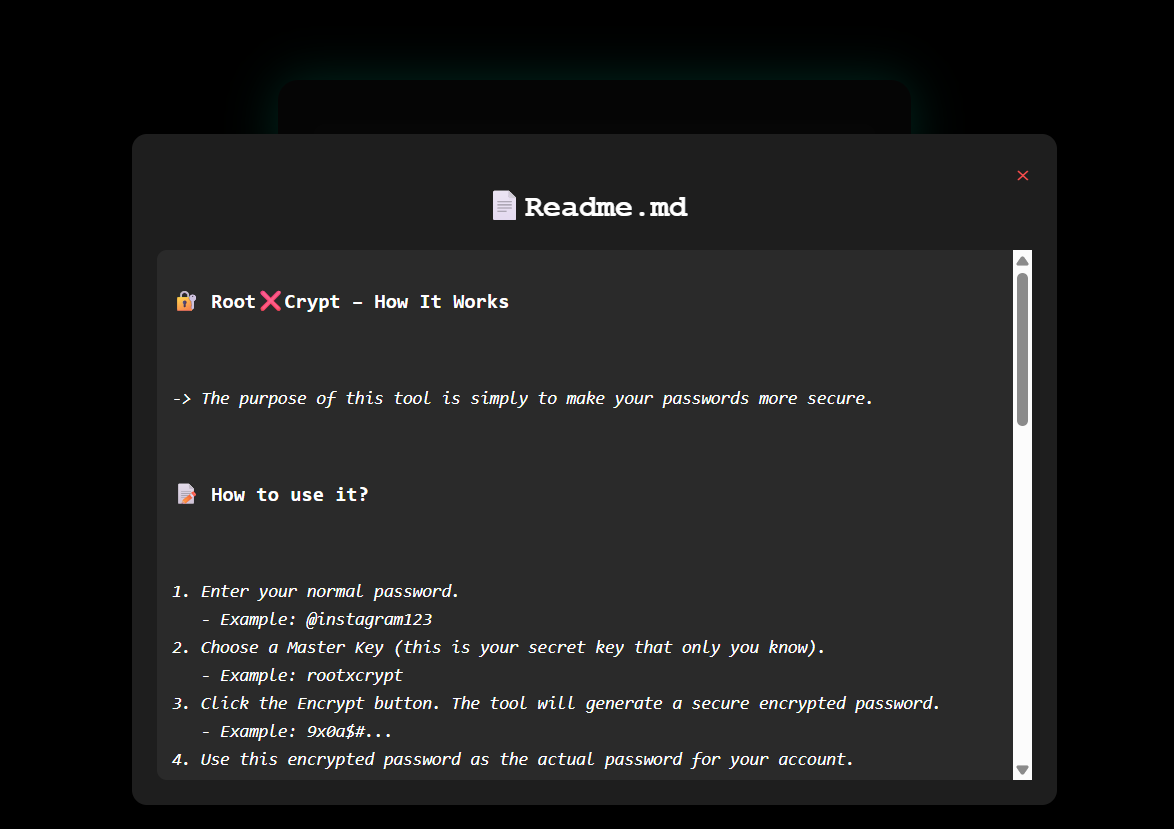 📄 Readme.md
🔐 Root❌Crypt – How It Works
-> The purpose of this tool is simply to make your passwords more secure.
📝 How to use it?
1. Enter your normal password.
- Example: @instagram123
2. Choose a Master Key (this is your secret key that only you know).
- Example: rootxcrypt
3. Click the Encrypt button. The tool will generate a secure encrypted password.
- Example: 9x0a$#...
4. Use this encrypted password as the actual password for your account.